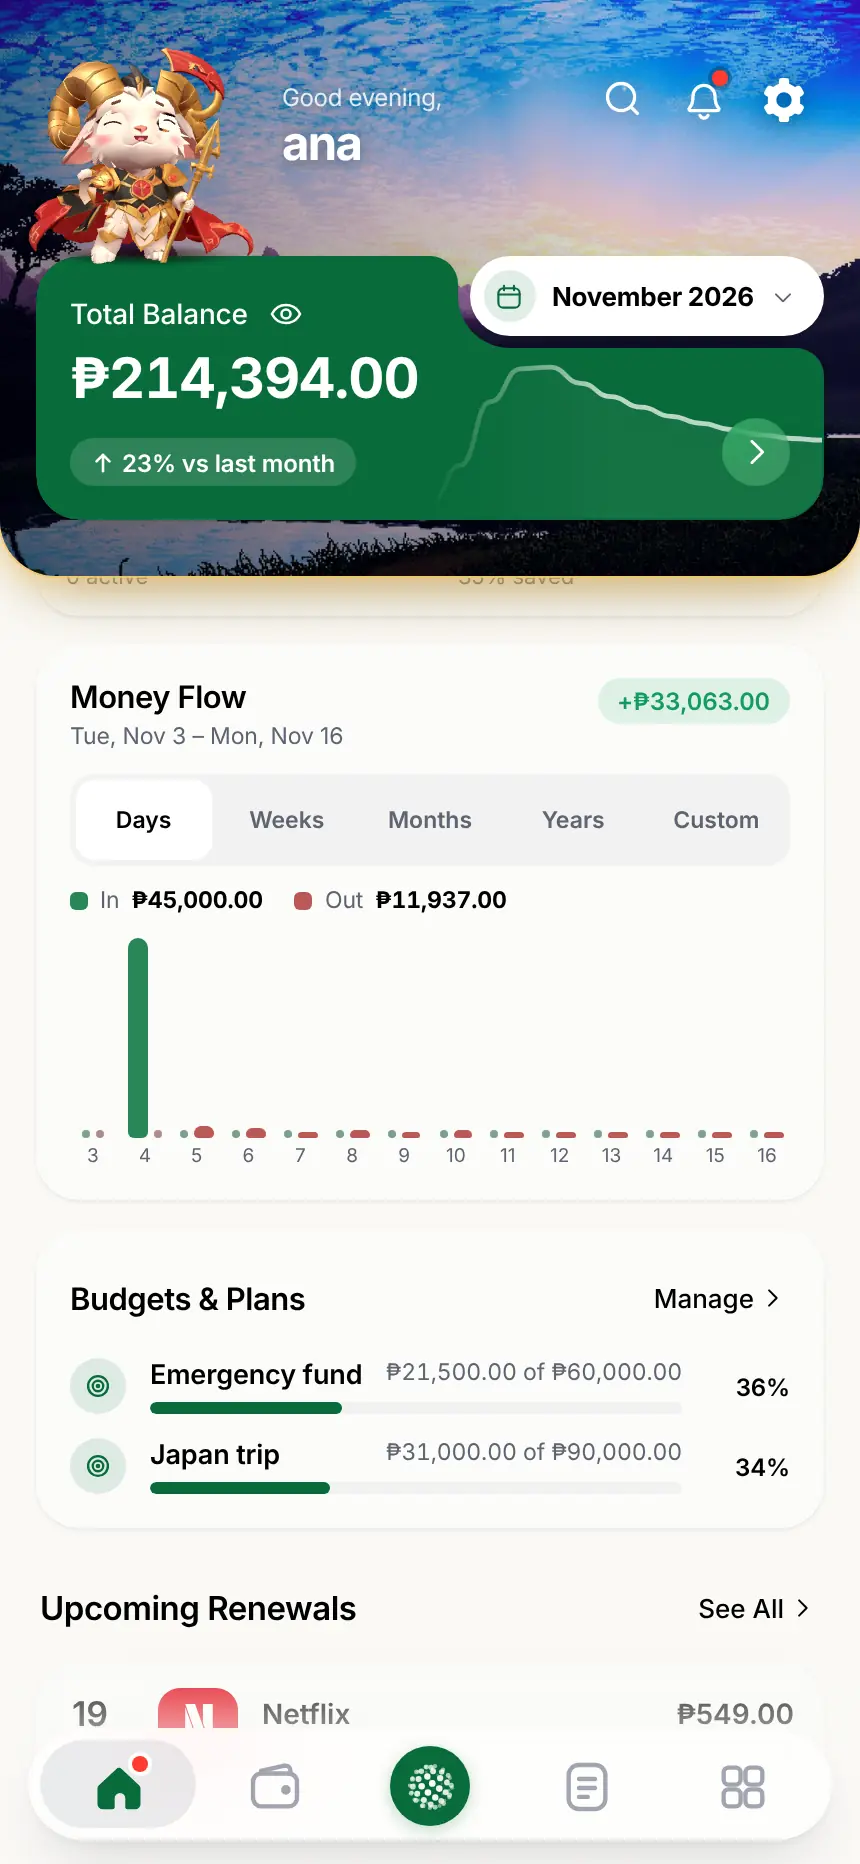 Good evening,
ana
November 2026
Total Balance
₱214,394.00
↑ 23% vs last month
0 active
35% saved
Money Flow
+₱33,063.00
Tue, Nov 3 – Mon, Nov 16
Days Weeks Months Years Custom
In ₱45,000.00 Out ₱11,937.00
3 4 5 6 7 8 9 10 11 12 13 14 15 16
Budgets & Plans
Manage >
Emergency fund ₱21,500.00 of ₱60,000.00
36%
Japan trip ₱31,000.00 of ₱90,000.00
34%
Upcoming Renewals
See All >
19 N Netflix ₱549.00